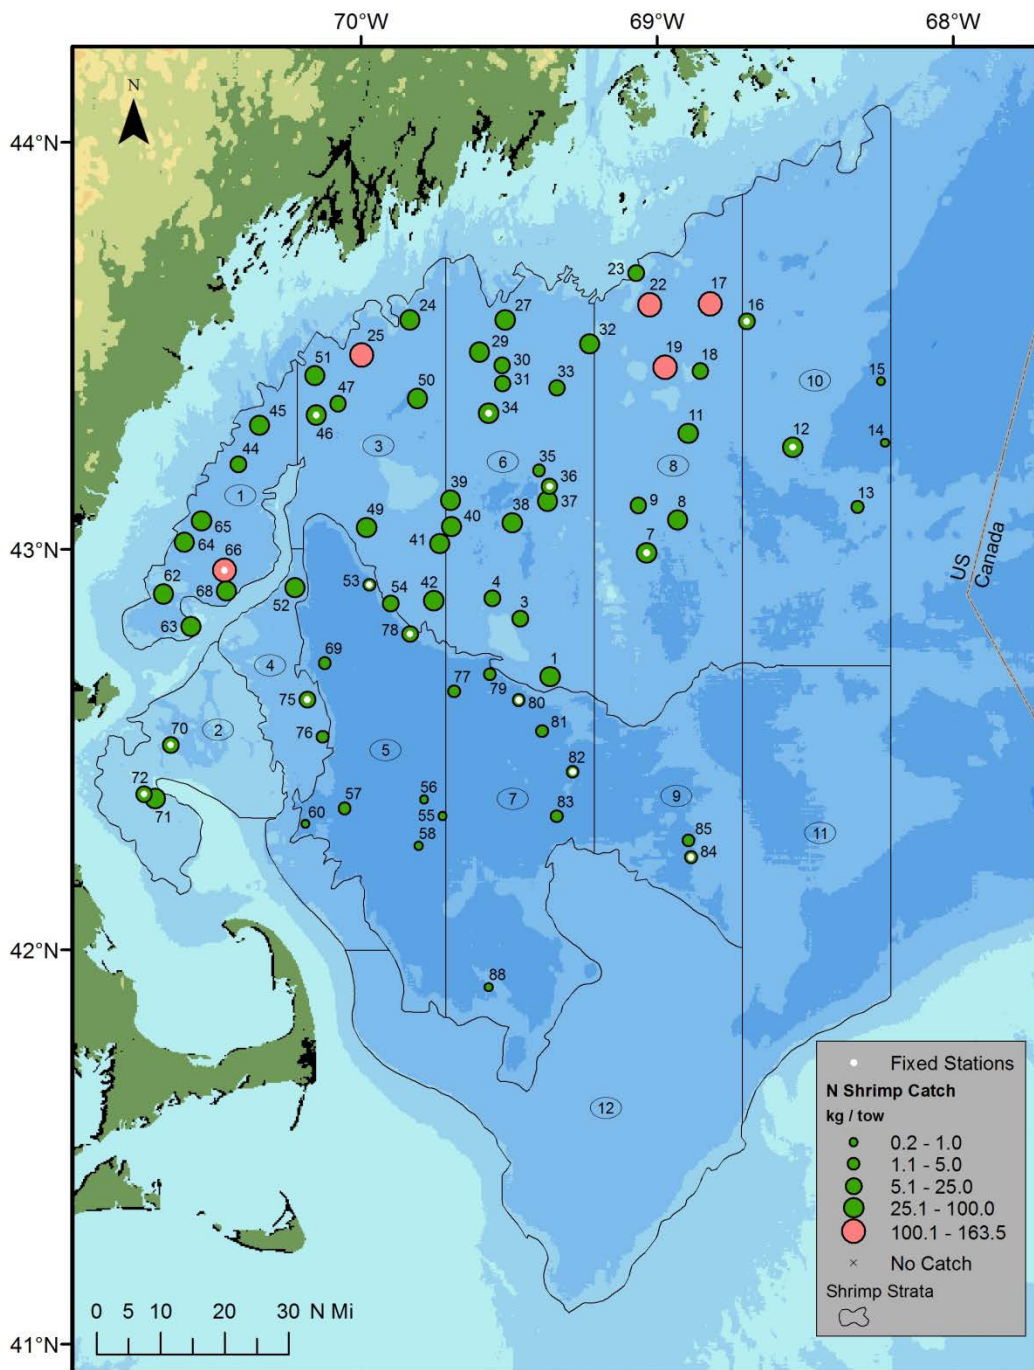 70°W 69°W 68°W
N
44°N
23
22 17
24 27 16
25 32
29 19
51 30 18
31 15
47 50 33 10
45 34
46 11 12 14
3 6
44 35 8
1 36
39 9 13
65 38 37 8
49 40
43°N
64 41 7
66 US
Canada
62 68 53 4
52 54 42
63 3
78
4 69 1
77 79
75 80
70 2 81
76 5
82
72 56 7 9
57 83
71 60 55 11
58 85
84
42°N
88
12
41°N
0 5 10 20 30 N Mi
Fixed Stations
N Shrimp Catch
kg / tow
0.2 - 1.0
1.1 - 5.0
5.1 - 25.0
25.1 - 100.0
100.1 - 163.5
No Catch
Shrimp Strata